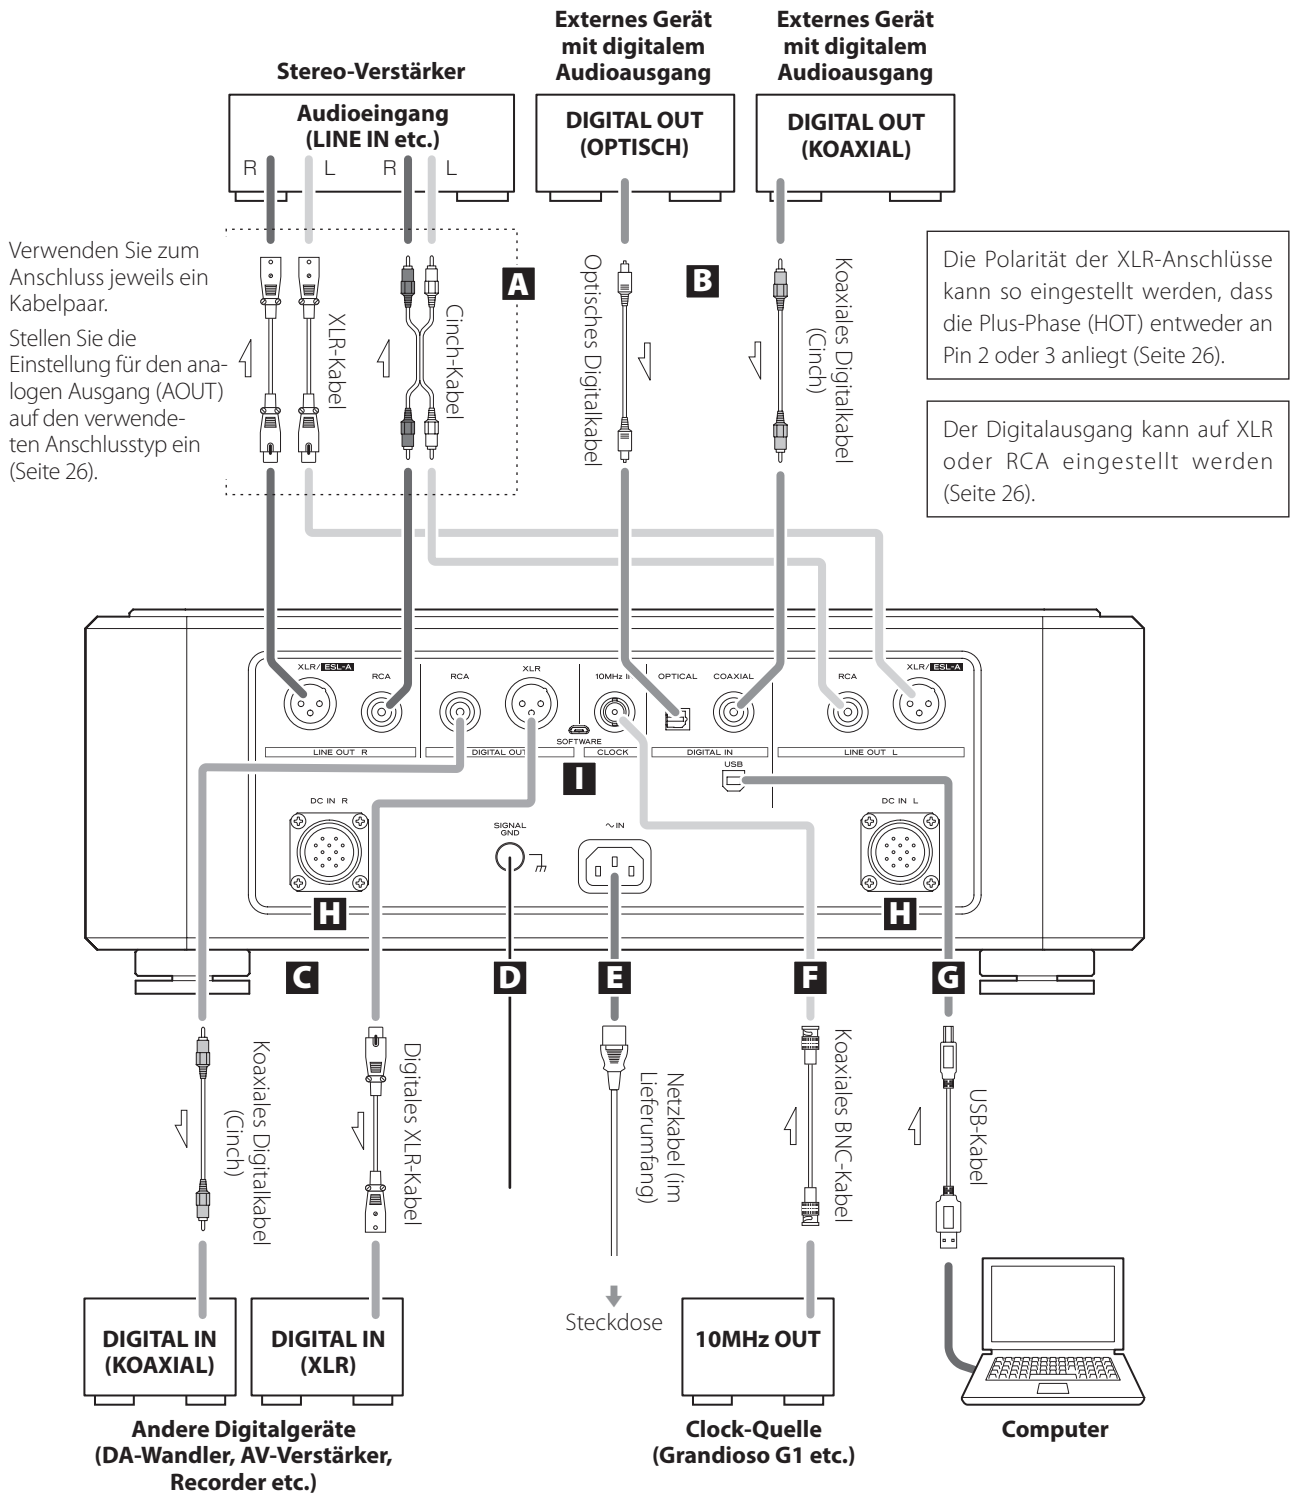 Externes Gerät
mit digitalem
Audioausgang
Externes Gerät
mit digitalem
Audioausgang
Stereo-Verstärker
Audioeingang
(LINE IN etc.)
R
L
R
L
DIGITAL OUT
(OPTISCH)
DIGITAL OUT
(KOAXIAL)
Verwenden Sie zum
Anschluss jeweils ein
Kabelpaar.
Stellen Sie die
Einstellung für den ana-
logen Ausgang (AOUT)
auf den verwende-
ten Anschlusstyp ein
(Seite 26).
XLR-Kabel
Cinch-Kabel
A
Optisches Digitalkabel
B
Koaxiales Digitalkabel
(Cinch)
Die Polarität der XLR-Anschlüsse
kann so eingestellt werden, dass
die Plus-Phase (HOT) entweder an
Pin 2 oder 3 anliegt (Seite 26).
Der Digitalausgang kann auf XLR
oder RCA eingestellt werden
(Seite 26).
XLR/ ESL-A
RCA
RCA
XLR
10MHz I
OPTICAL
COAXIAL
RCA
XLR/ ESL-A
SOFTWARE
LINE OUT R
DIGITAL OUT
CLOCK
DIGITAL IN
LINE OUT L
I
USB
DC IN R
SIGNAL
GND
~ IN
DC IN L
H
H
C
D
E
F
G
Koaxiales Digitalkabel
(Cinch)
Digitales XLR-Kabel
Netzkabel (im
Lieferumfang)
Koaxiales BNC-Kabel
USB-Kabel
Steckdose
DIGITAL IN
(KOAXIAL)
DIGITAL IN
(XLR)
10MHz OUT
Andere Digitalgeräte
(DA-Wandler, AV-Verstärker,
Recorder etc.)
Clock-Quelle
(Grandioso G1 etc.)
Computer